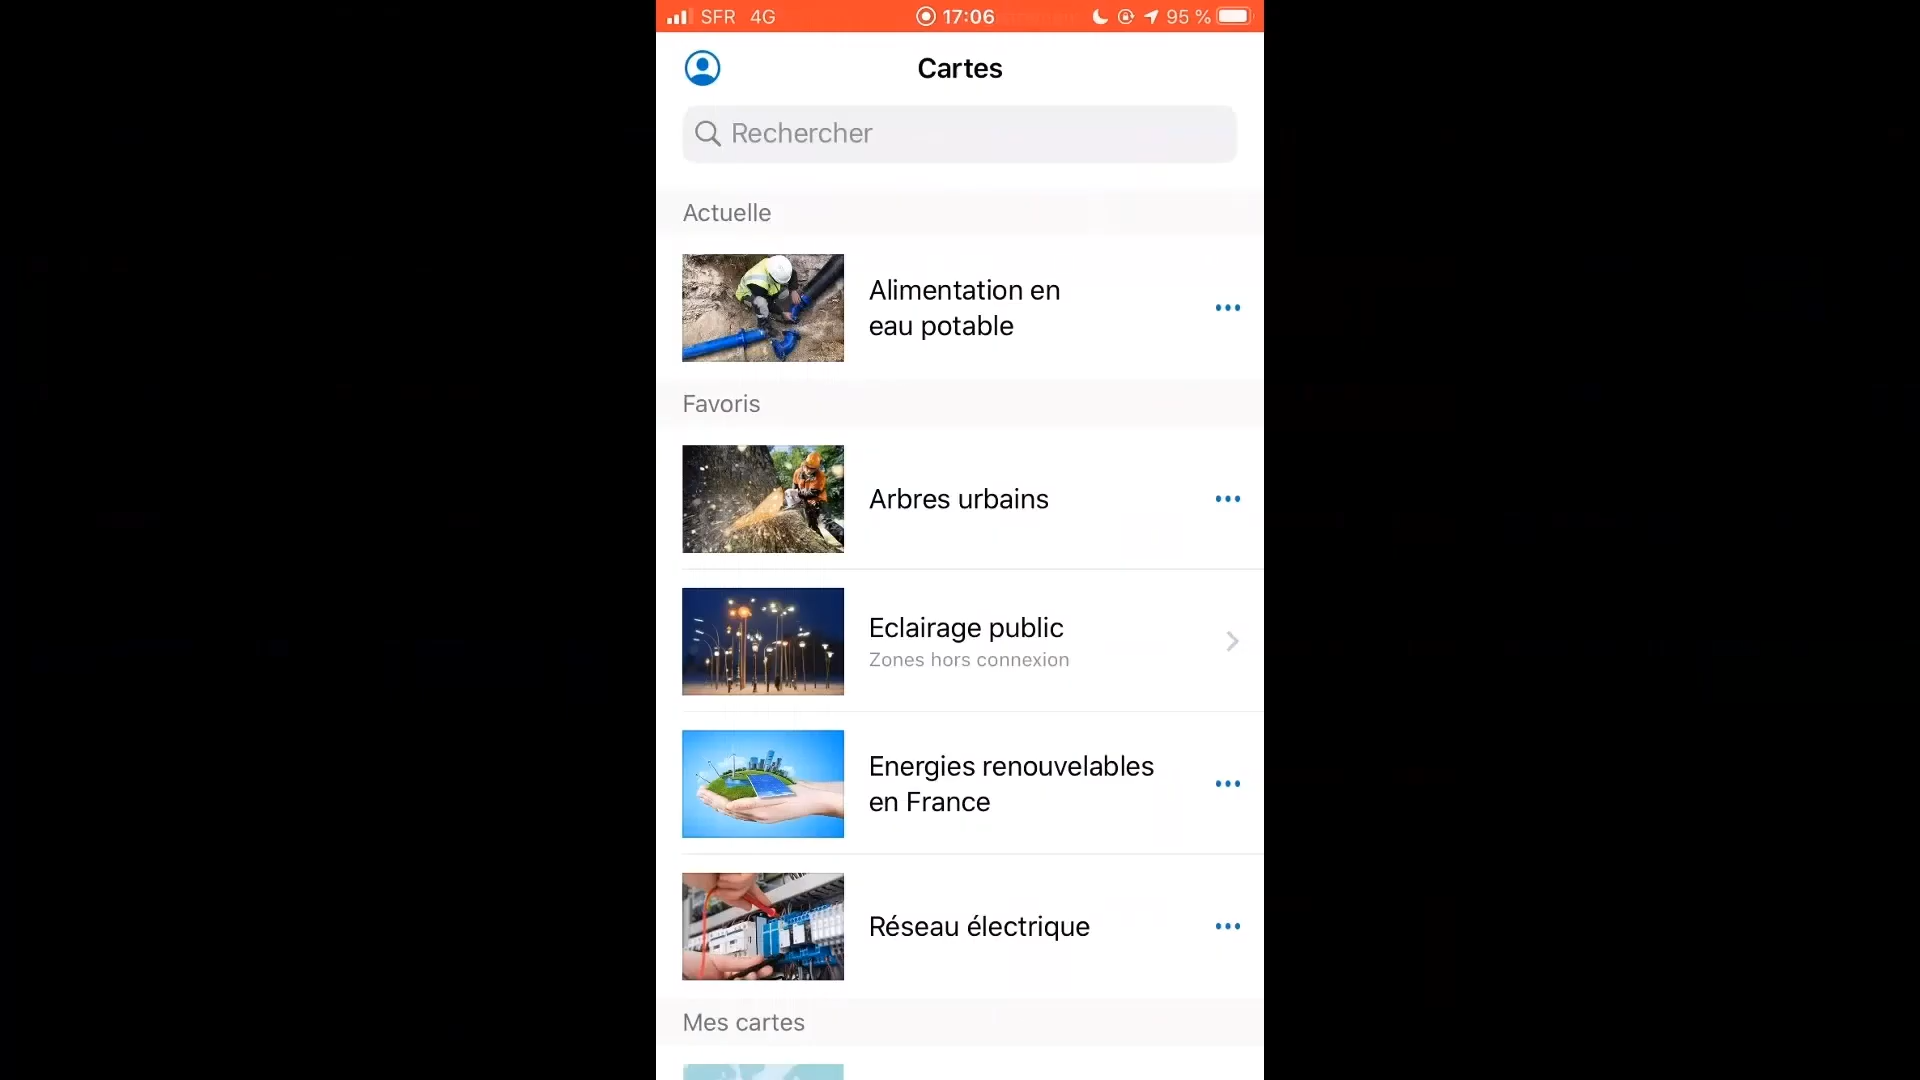 SFR 4G 17:06 95 %
Cartes
Rechercher
Actuelle
Alimentation en
eau potable
Favoris
Arbres urbains
Eclairage public
Zones hors connexion
Energies renouvelables
en France
Réseau électrique
Mes cartes